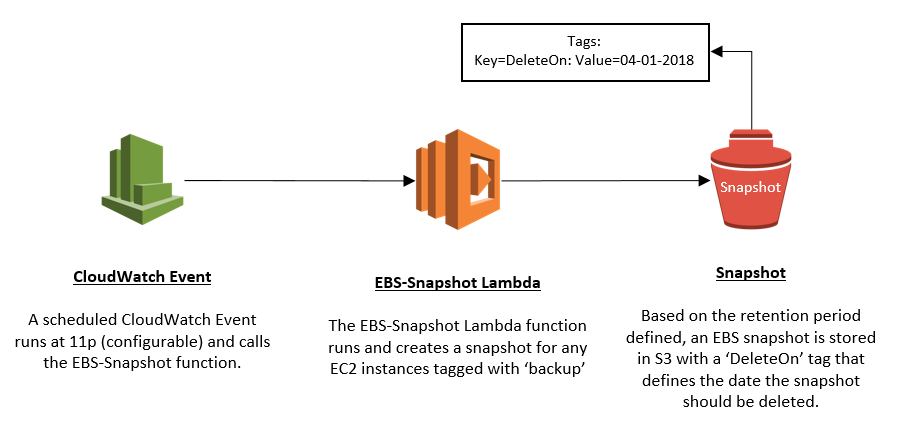 Tags:
Key=DeleteOn: Value=04-01-2018
Snapshot
CloudWatch Event
A scheduled CloudWatch Event
runs at 11p (configurable) and calls
the EBS-Snapshot function.
EBS-Snapshot Lambda
The EBS-Snapshot Lambda function
runs and creates a snapshot for any
EC2 instances tagged with ‘backup’
Snapshot
Based on the retention period
defined, an EBS snapshot is stored
in S3 with a ‘DeleteOn’ tag that
defines the date the snapshot
should be deleted.